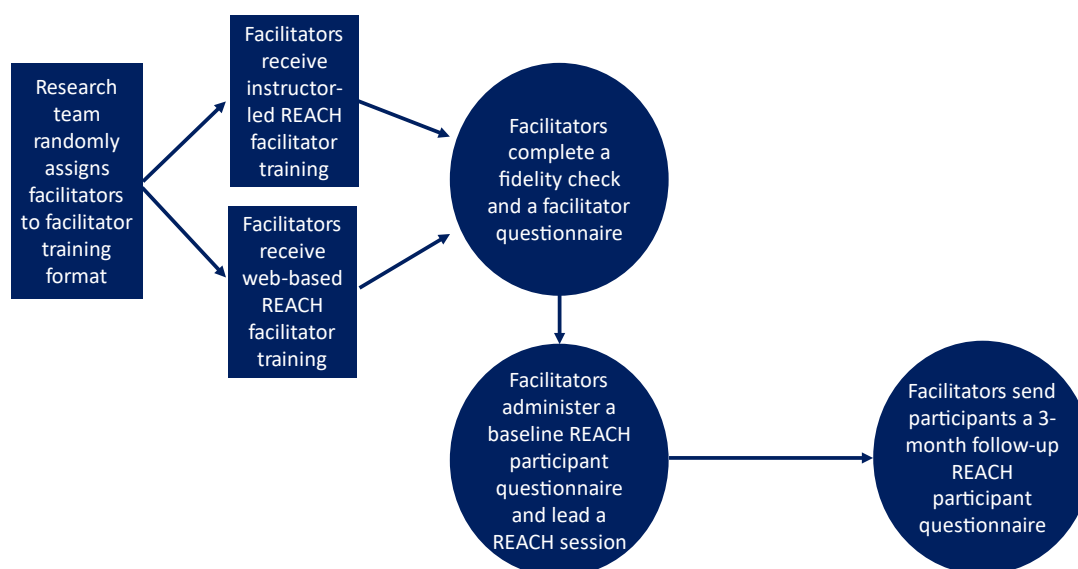 Research
team
randomly
assigns
facilitators
to facilitator
training
format
Facilitators
receive
instructor-
led REACH
facilitator
training
Facilitators
receive
web-based
REACH
facilitator
training
Facilitators
complete a
fidelity check
and a facilitator
questionnaire
Facilitators
administer a
baseline REACH
participant
questionnaire
and lead a
REACH session
Facilitators send
participants a 3-
month follow-up
REACH
participant
questionnaire